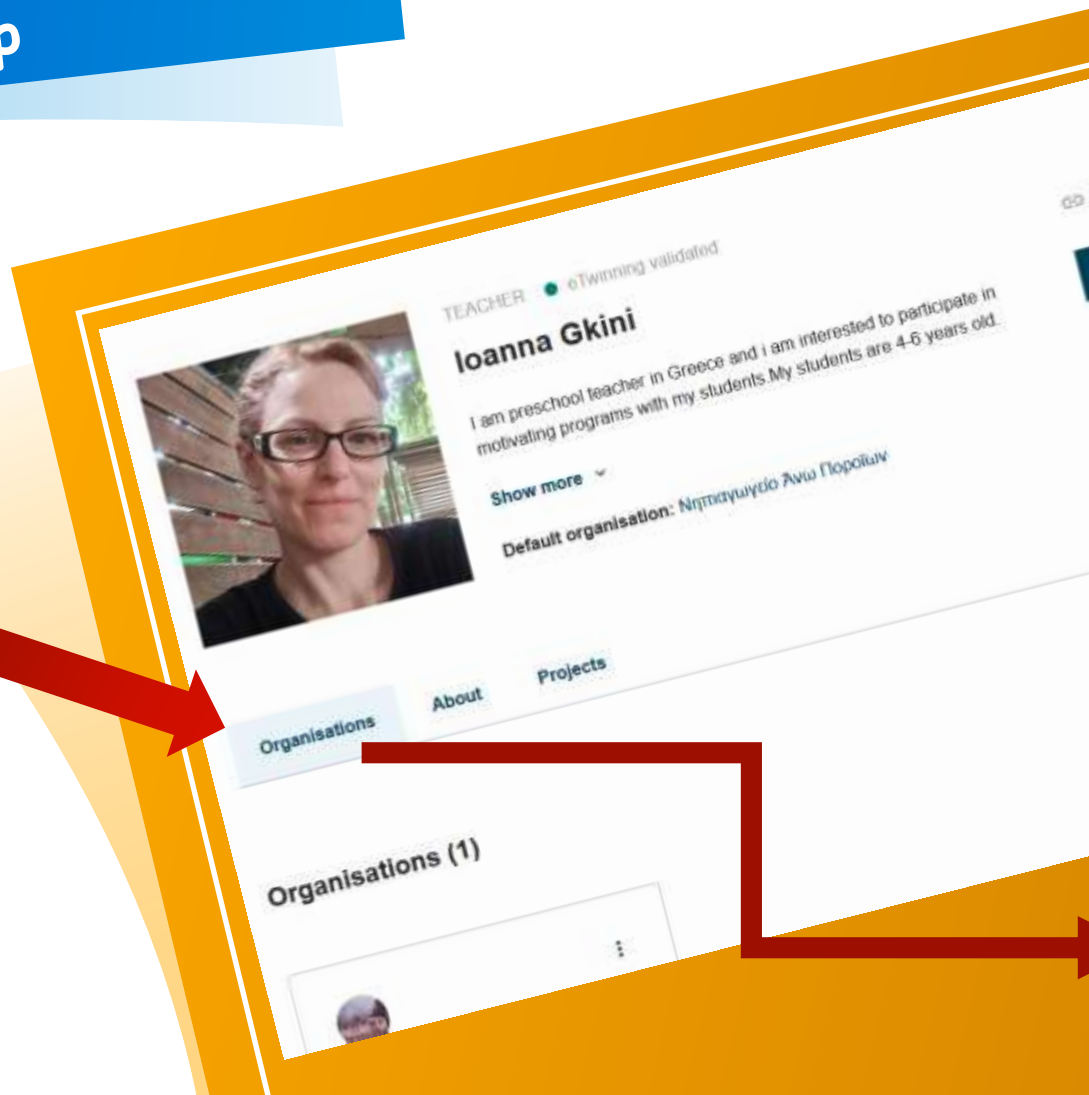 p
TEACHER
eTwinning validated
Ioanna Gkini
I am preschool teacher in Greece and i am interested to participate in
motivating programs with my students.My students are 4-6 years old.
Show more
Default organisation: Νηπιαγωγείο Άνω Ποροΐων
Organisations
About
Projects
Organisations (1)